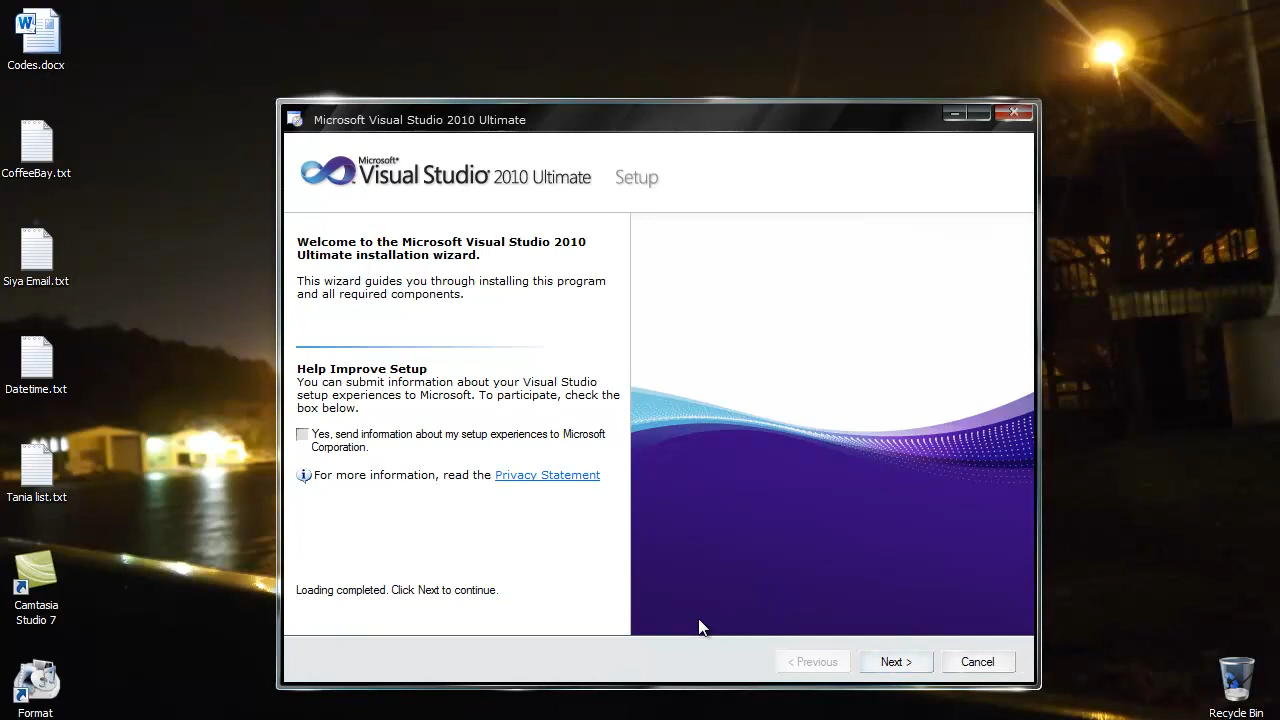 Codes.docx
CoffeeBay.txt
Siya Email.txt
Datetime.txt
Tania list.txt
Camtasia
Studio 7
Format
Microsoft Visual Studio 2010 Ultimate
Microsoft®
Visual Studio® 2010 Ultimate Setup
Welcome to the Microsoft Visual Studio 2010
Ultimate installation wizard.
This wizard guides you through installing this program
and all required components.
Help Improve Setup
You can submit information about your Visual Studio
setup experiences to Microsoft. To participate, check the
box below.
Yes, send information about my setup experiences to Microsoft
Corporation.
For more information, read the Privacy Statement
Loading completed. Click Next to continue.
< Previous
Next >
Cancel
Recycle Bin